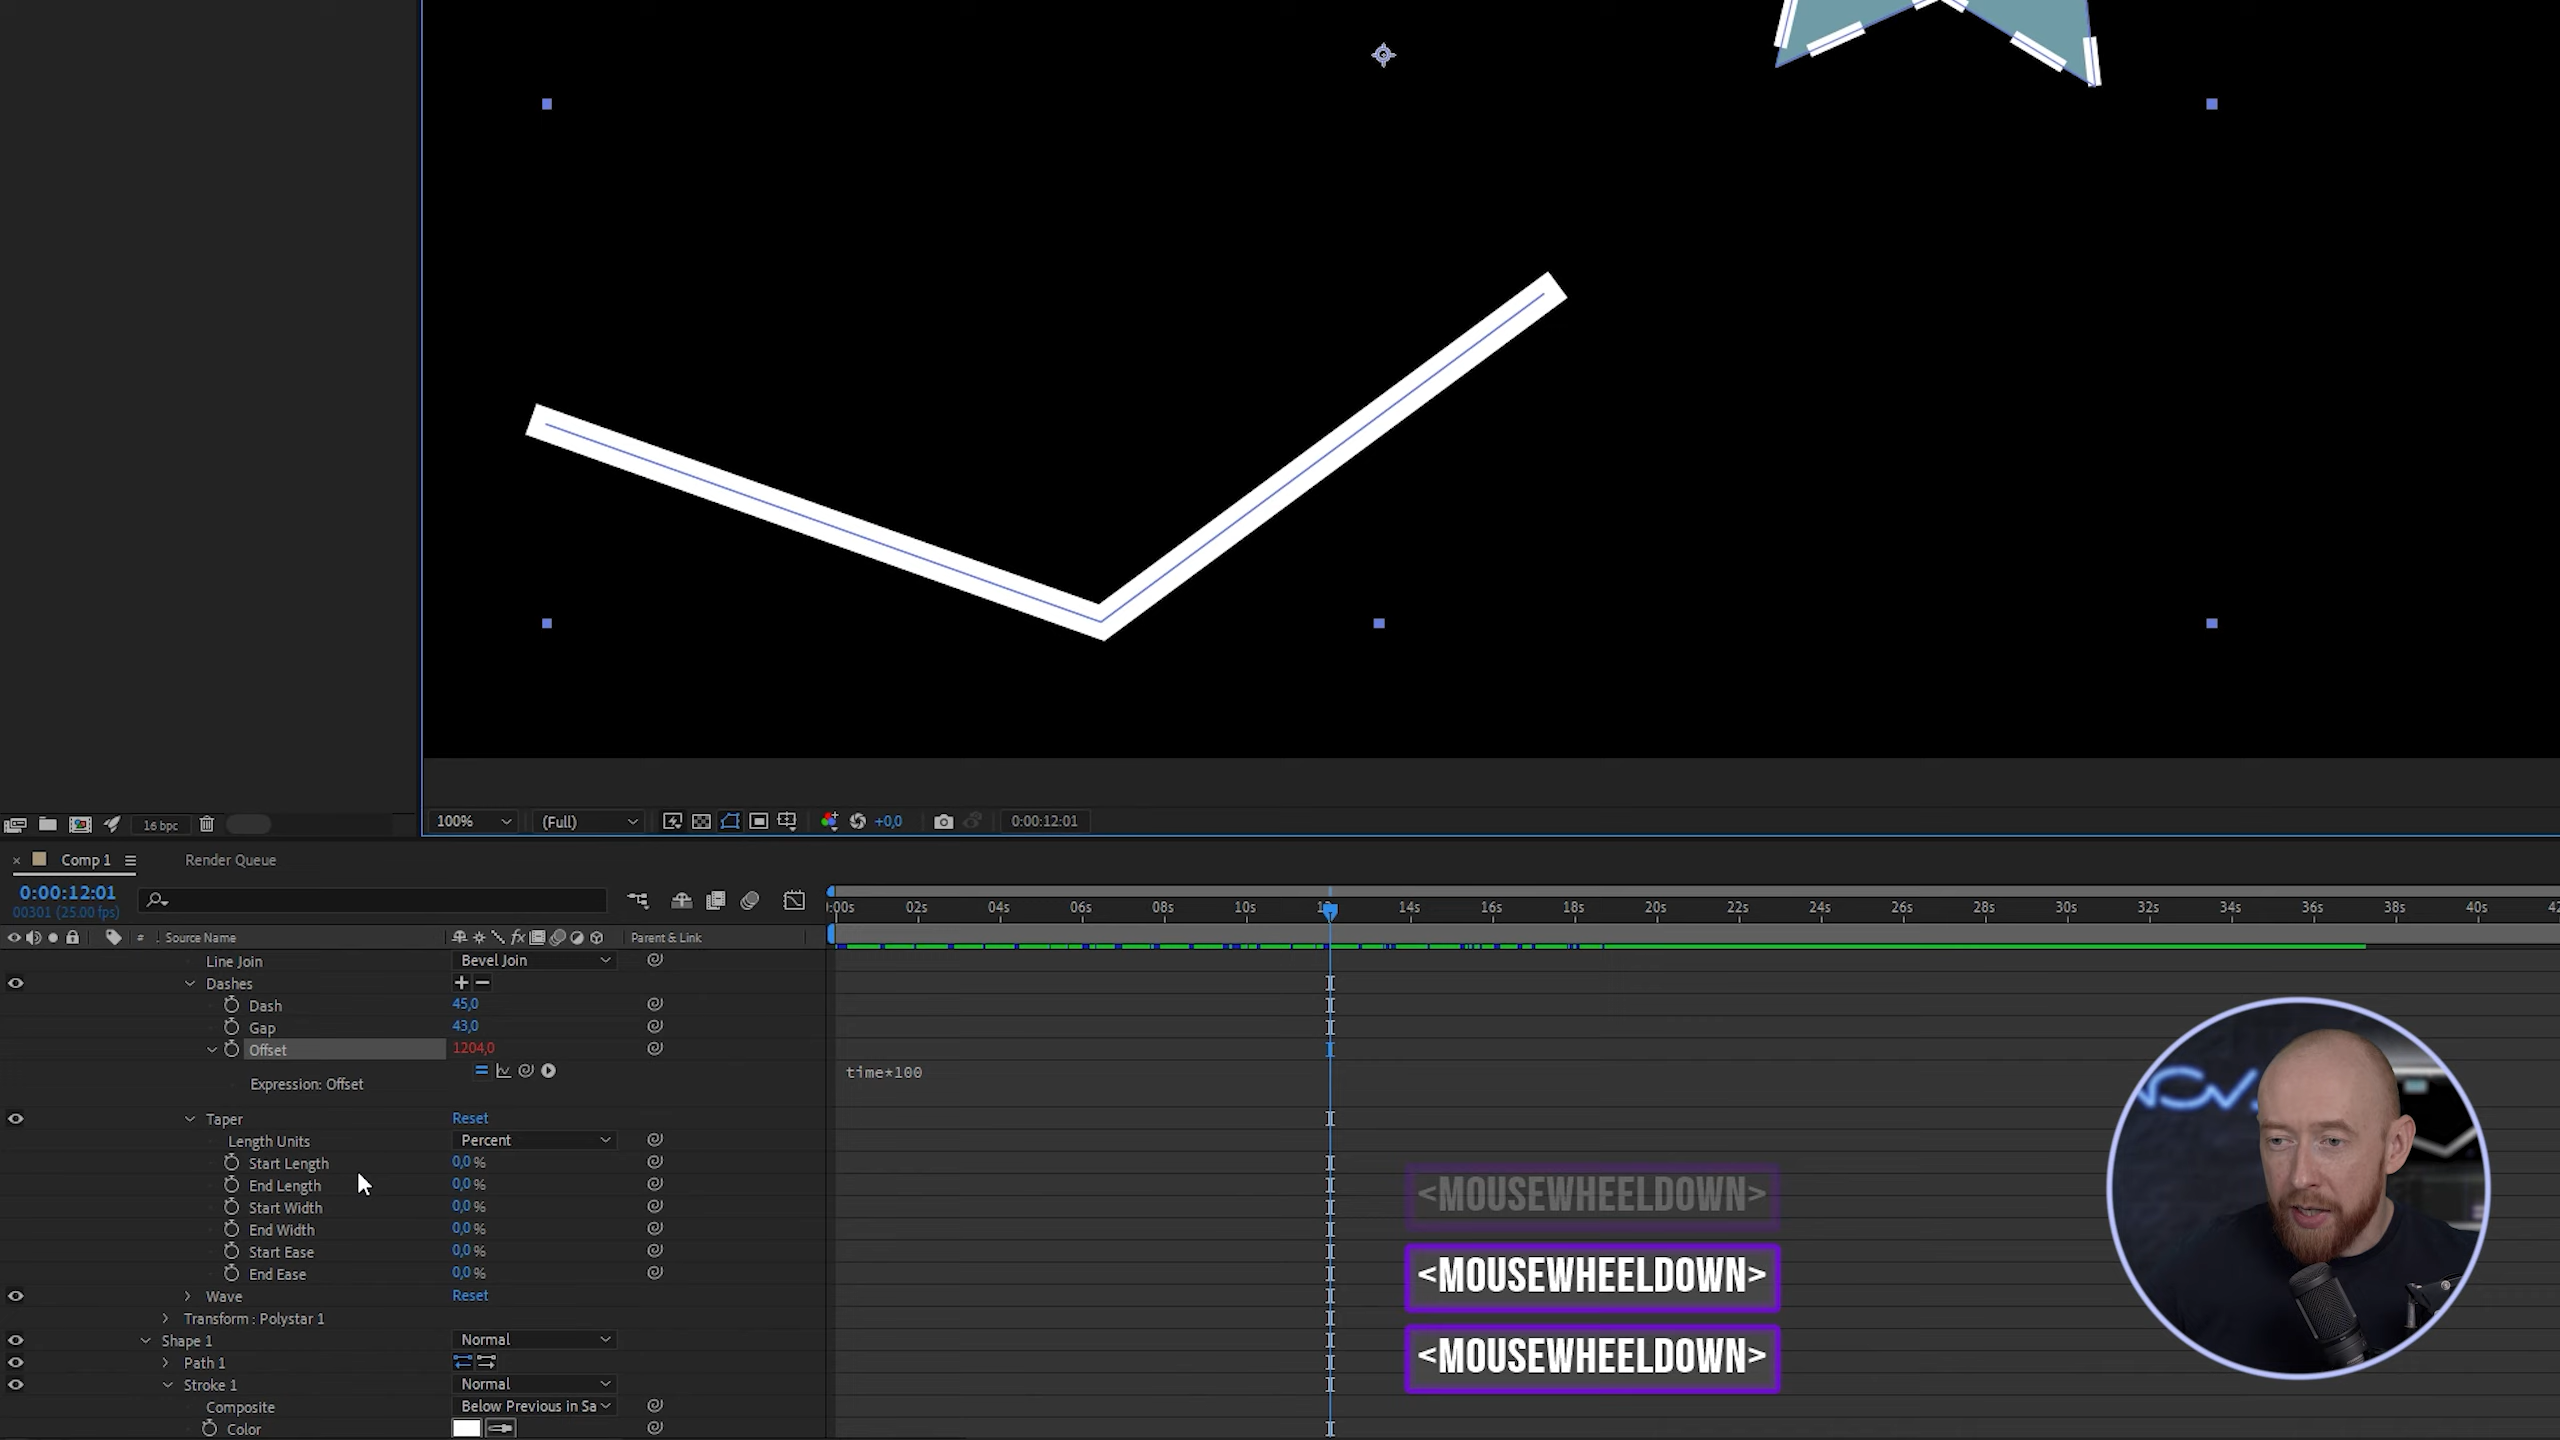 16 bpc
100%
(Full)
+0,0
0:00:12:01
Comp 1
Render Queue
0:00:12:01
00301 (25.00 fps)
:00s 02s 04s 06s 08s 10s 14s 16s 18s 20s 22s 24s 26s 28s 30s 32s 34s 36s 38s 40s 42
# Source Name
fx
Parent & Link
Line Join Bevel Join
Dashes
Dash 45,0
Gap 43,0
Offset 1204,0
Expression: Offset time*100
Taper Reset
Length Units Percent
Start Length 0,0 %
End Length 0,0 %
Start Width 0,0 %
End Width 0,0 %
Start Ease 0,0 %
End Ease 0,0 %
Wave Reset
Transform : Polystar 1
Shape 1 Normal
Path 1
Stroke 1 Normal
Composite Below Previous in Sa
Color
<MOUSEWHEELDOWN>
<MOUSEWHEELDOWN>
<MOUSEWHEELDOWN>